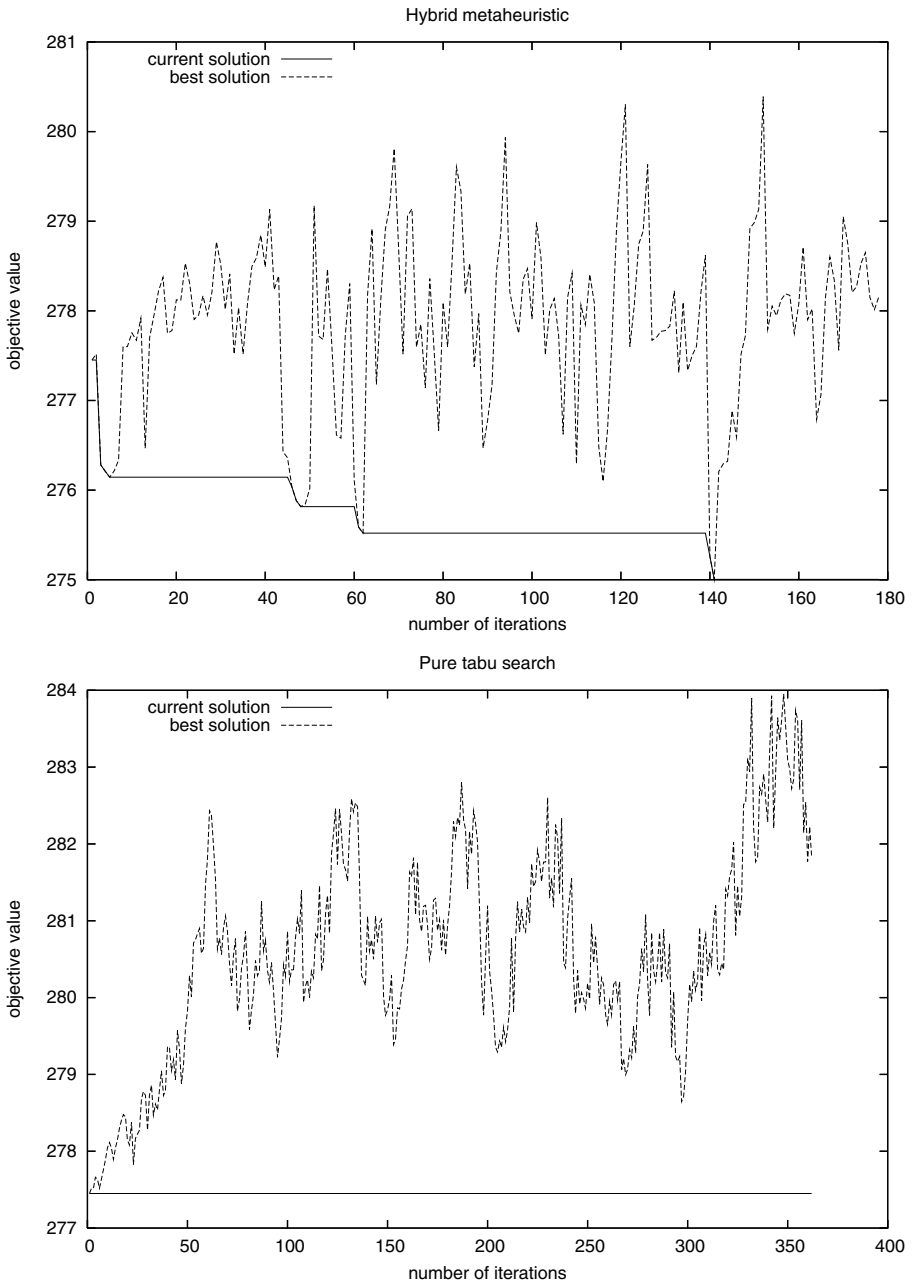 Hybrid metaheuristic
281
280
279
278
277
276
275
objective value
current solution
best solution
0 20 40 60 80 100 120 140 160 180
number of iterations
Pure tabu search
284
283
282
281
280
279
278
277
objective value
current solution
best solution
0 50 100 150 200 250 300 350 400
number of iterations